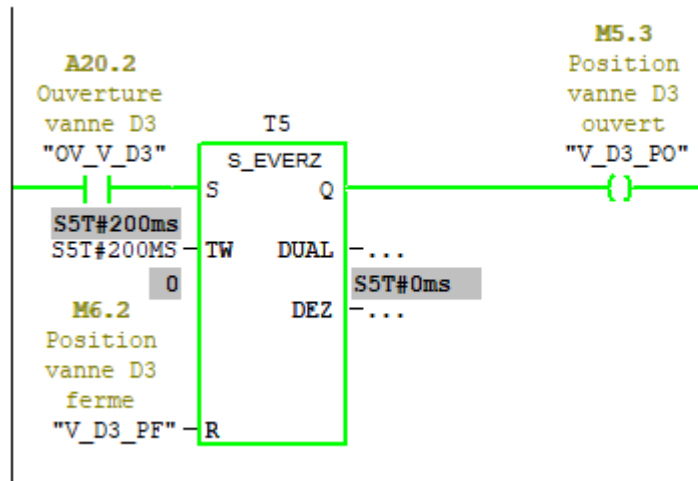 M5.3
Position
vanne D3
ouvert
"V_D3_PO"
A20.2
Ouverture
vanne D3
"OV_V_D3"
T5
S_EVERZ
S Q
S5T#200ms
S5T#200MS TW DUAL ...
0 S5T#0ms
DEZ ...
M6.2
Position
vanne D3
ferme
"V_D3_PF" R